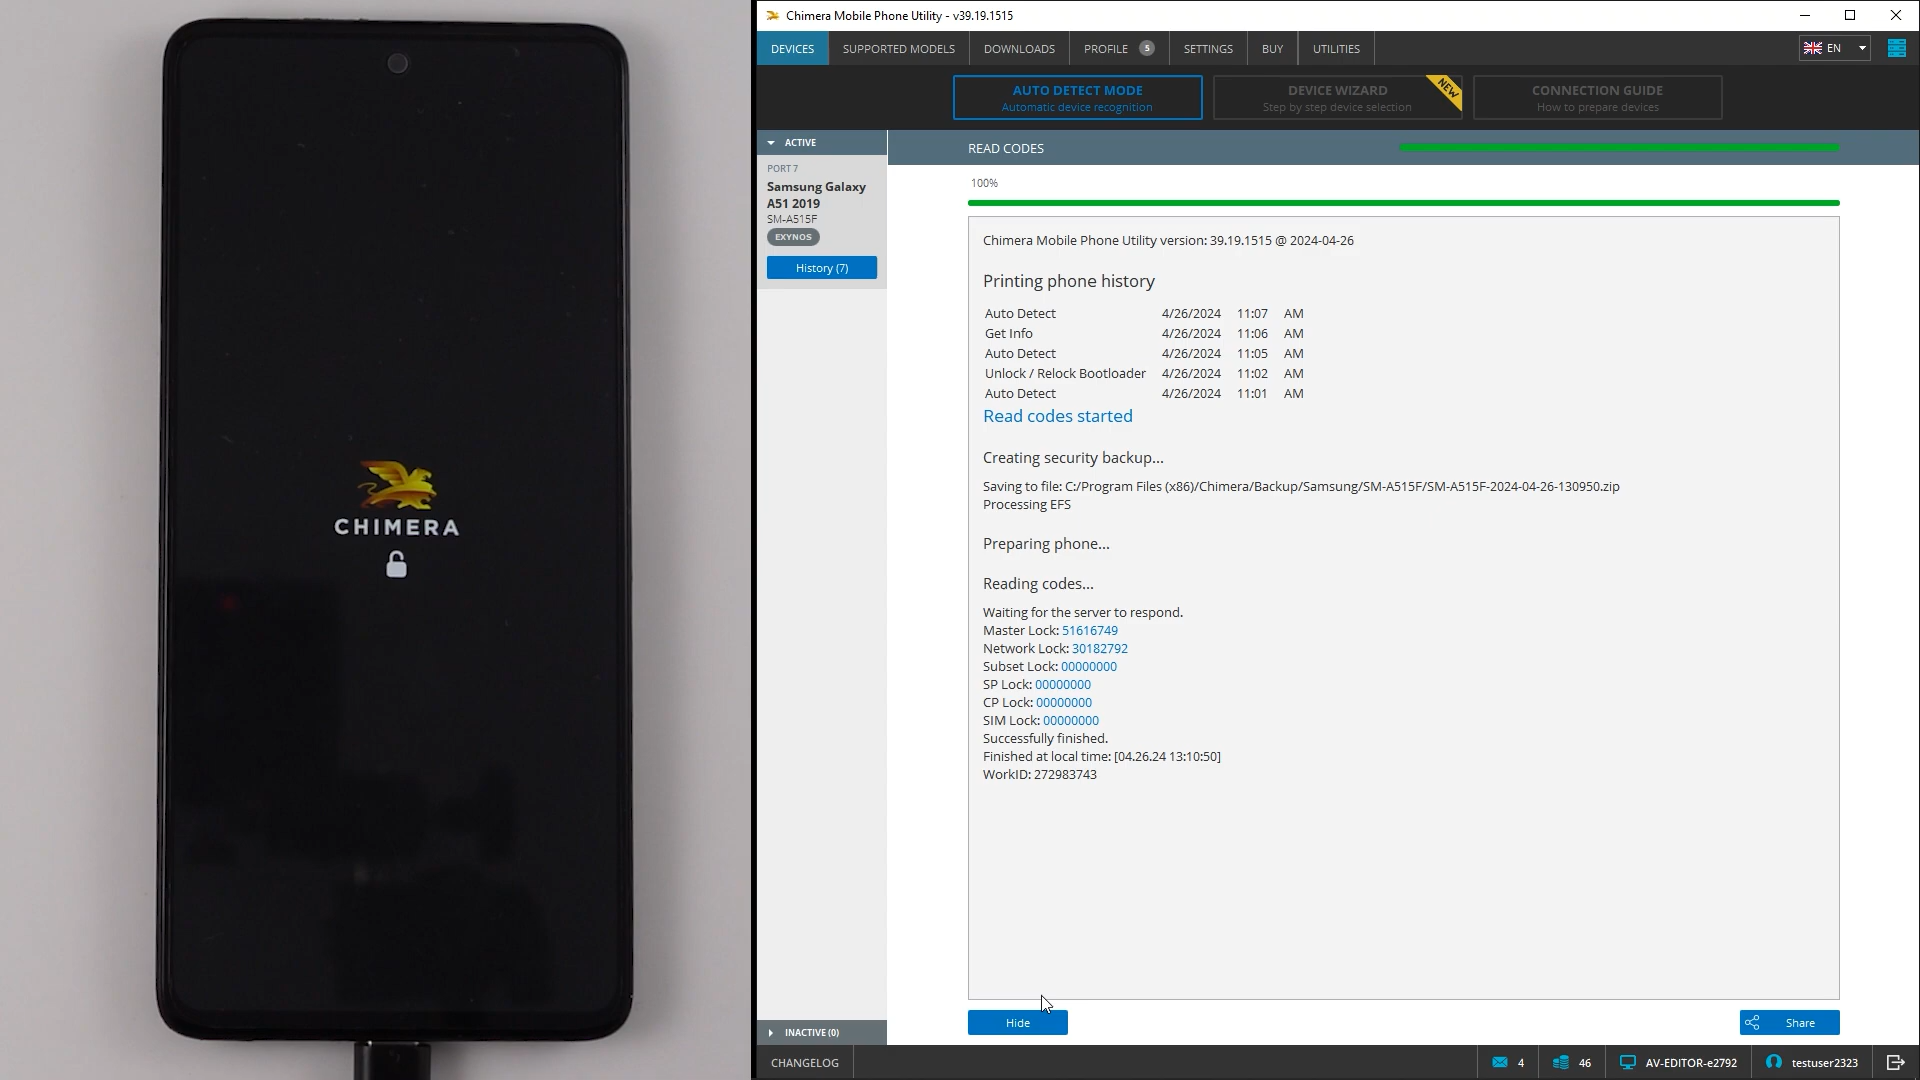 CHIMERA
Chimera Mobile Phone Utility - v39.19.1515
DEVICES SUPPORTED MODELS DOWNLOADS PROFILE 5 SETTINGS BUY UTILITIES EN
AUTO DETECT MODE
Automatic device recognition
DEVICE WIZARD
Step by step device selection
NEW
CONNECTION GUIDE
How to prepare devices
ACTIVE
PORT 7
Samsung Galaxy
A51 2019
SM-A515F
EXYNOS
History (7)
READ CODES
100%
Chimera Mobile Phone Utility version: 39.19.1515 @ 2024-04-26
Printing phone history
Auto Detect 4/26/2024 11:07 AM
Get Info 4/26/2024 11:06 AM
Auto Detect 4/26/2024 11:05 AM
Unlock / Relock Bootloader 4/26/2024 11:02 AM
Auto Detect 4/26/2024 11:01 AM
Read codes started
Creating security backup...
Saving to file: C:/Program Files (x86)/Chimera/Backup/Samsung/SM-A515F/SM-A515F-2024-04-26-130950.zip
Processing EFS
Preparing phone...
Reading codes...
Waiting for the server to respond.
Master Lock: 51616749
Network Lock: 30182792
Subset Lock: 00000000
SP Lock: 00000000
CP Lock: 00000000
SIM Lock: 00000000
Successfully finished.
Finished at local time: [04.26.24 13:10:50]
WorkID: 272983743
Hide
Share
INACTIVE (0)
CHANGELOG 4 46 AV-EDITOR-e2792 testuser2323